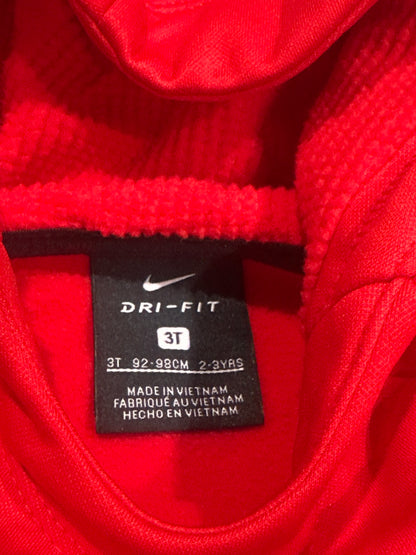 DRI-FIT
3T
3T 92-98CM 2-3YRS
MADE IN VIETNAM
FABRIQUÉ AU VIETNAM
HECHO EN VIETNAM